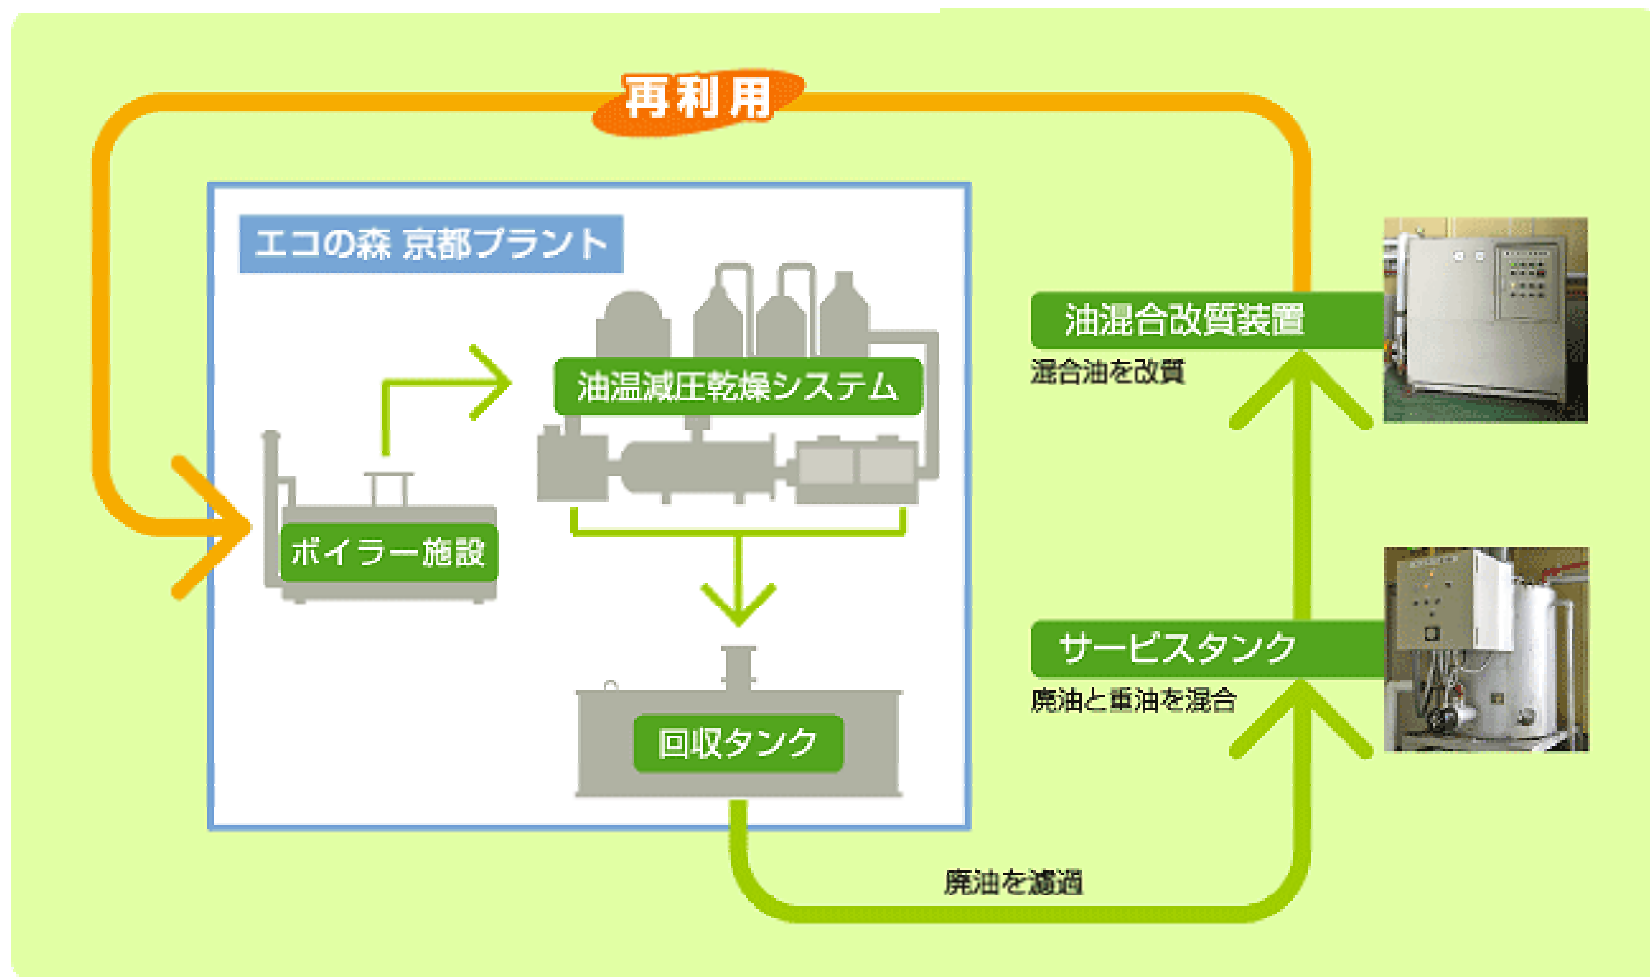 再利用
エコの森 京都プラント
油温減圧乾燥システム
ボイラー施設
回収タンク
廃油を濾過
油混合改質装置
混合油を改質
サービスタンク
廃油と重油を混合